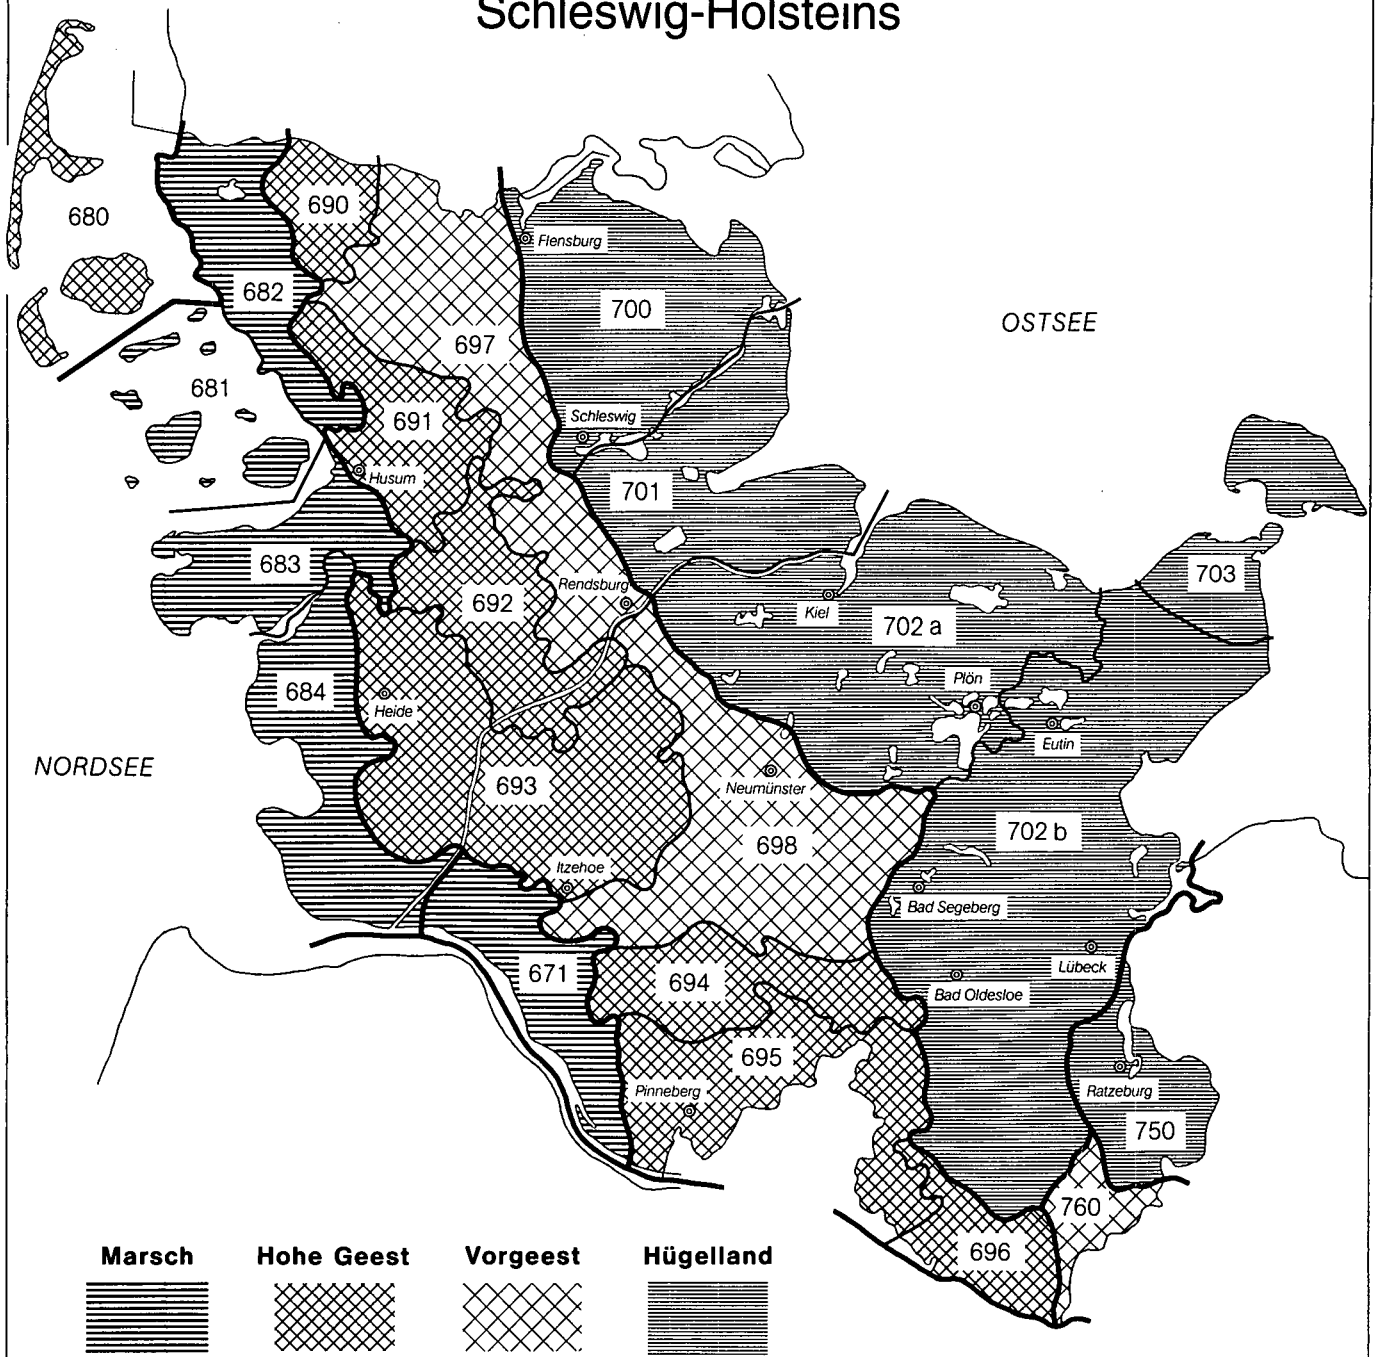 Schleswig-Holsteins
680
690
Flensburg
682
700
OSTSEE
697
681
691
Schleswig
Husum
701
683
703
692
Rendsburg
Kiel
702 a
684
Plön
Heide
Eutin
NORDSEE
693
Neumünster
702 b
698
Itzehoe
Bad Segeberg
671
694
Lübeck
Bad Oldesloe
695
Pinneberg
Ratzeburg
750
760
696
Marsch Hohe Geest Vorgeest Hügelland